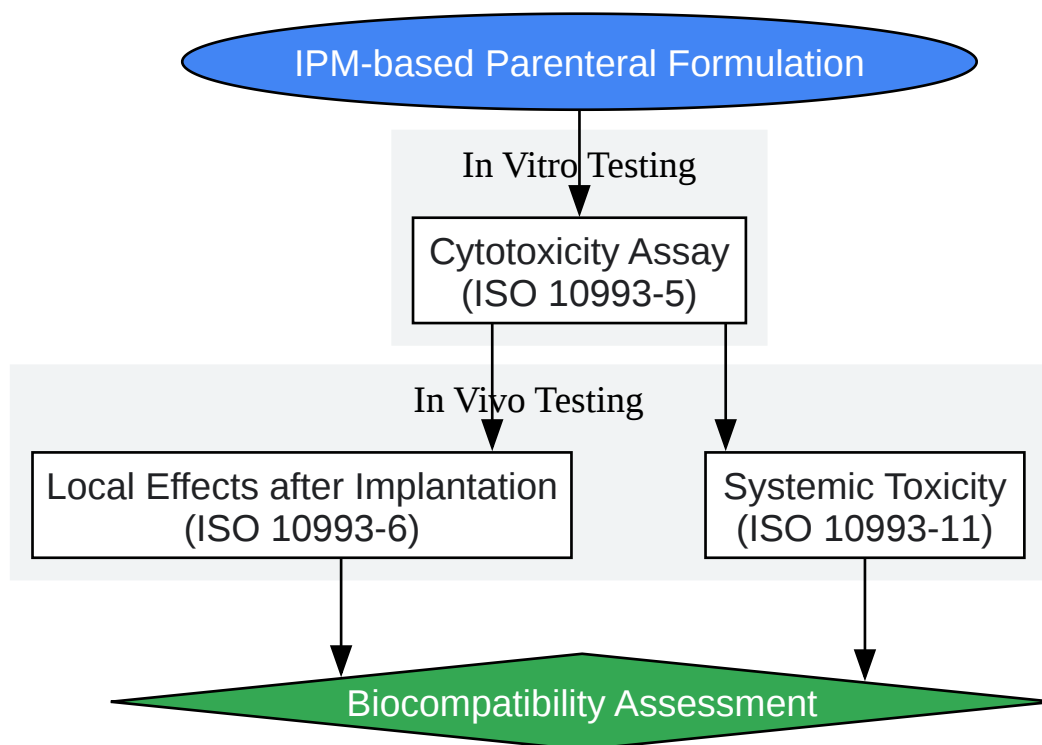 IPM-based Parenteral Formulation
In Vitro Testing
Cytotoxicity Assay
(ISO 10993-5)
In Vivo Testing
Local Effects after Implantation
(ISO 10993-6)
Systemic Toxicity
(ISO 10993-11)
Biocompatibility Assessment